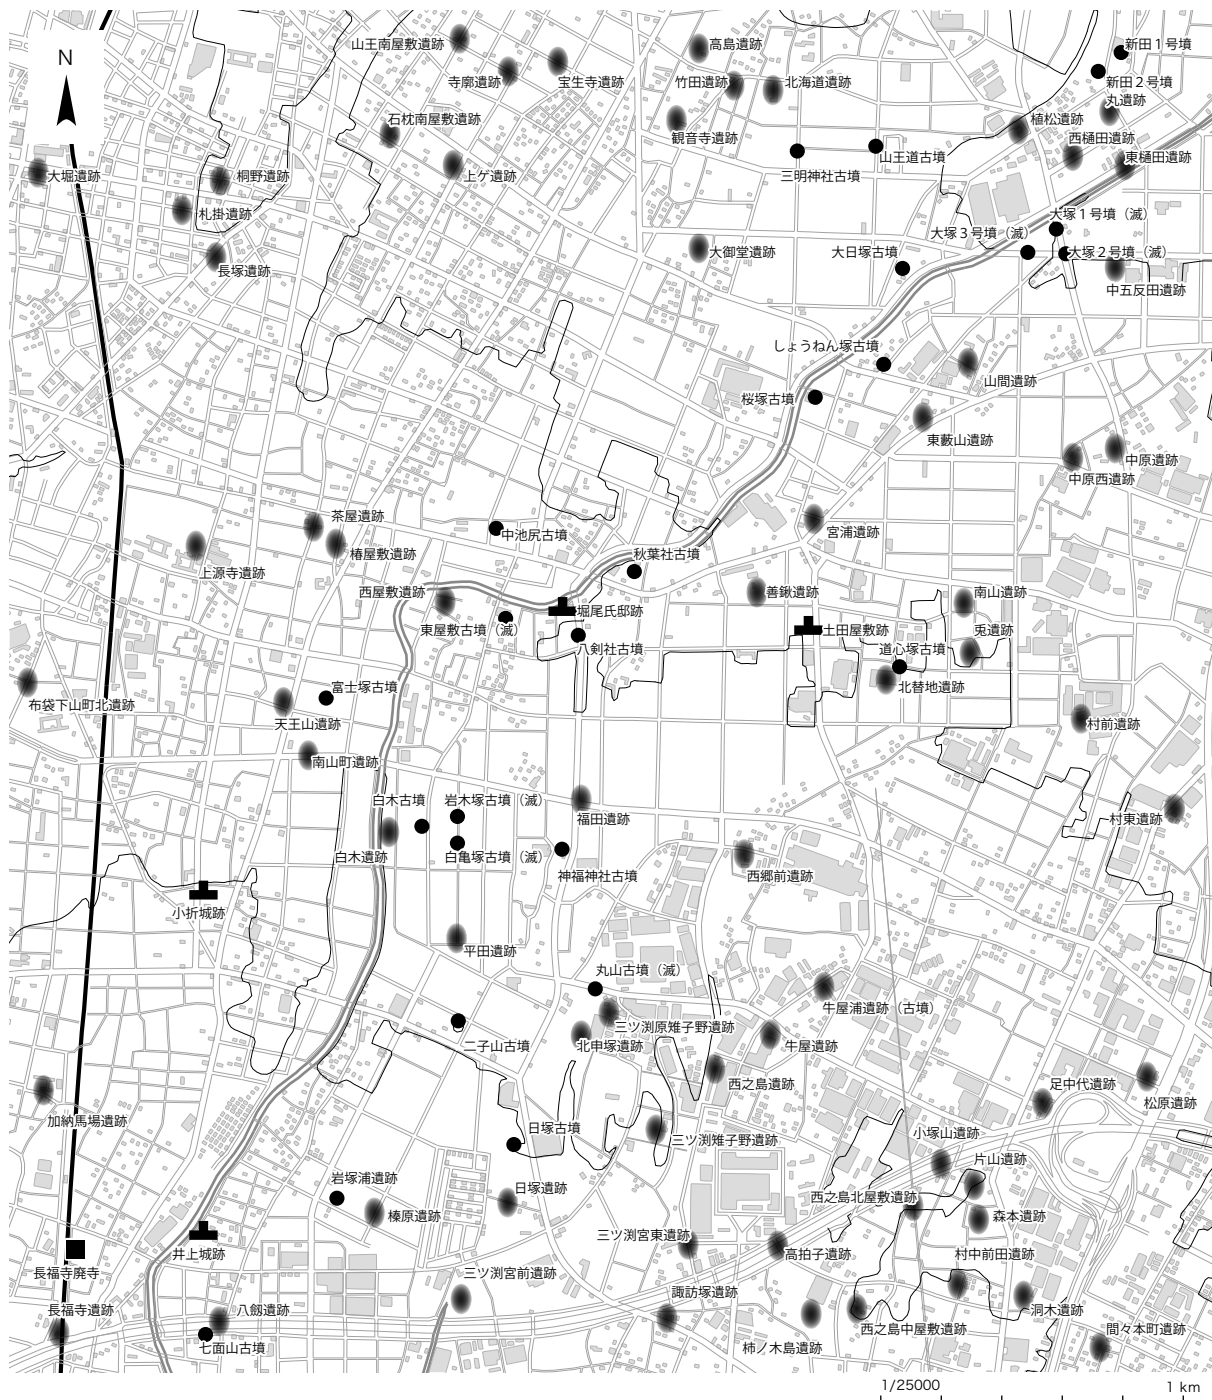 N
山王南屋敷遺跡
高島遺跡
新田１号墳
寺廓遺跡
宝生寺遺跡
竹田遺跡
北海道遺跡
新田２号墳
丸遺跡
石枕南屋敷遺跡
観音寺遺跡
植松遺跡
西樋田遺跡
大堀遺跡
桐野遺跡
上ゲ遺跡
三明神社古墳
山王道古墳
東樋田遺跡
札掛遺跡
大塚１号墳（滅）
大塚３号墳（滅）
長塚遺跡
大御堂遺跡
大日塚古墳
大塚２号墳（滅）
中五反田遺跡
しょうねん塚古墳
山間遺跡
桜塚古墳
東藪山遺跡
中原遺跡
中原西遺跡
茶屋遺跡
中池尻古墳
宮浦遺跡
椿屋敷遺跡
秋葉社古墳
上源寺遺跡
西屋敷遺跡
善鍬遺跡
南山遺跡
堀尾氏邸跡
東屋敷古墳（滅）
土田屋敷跡
兎遺跡
八剣社古墳
道心塚古墳
富士塚古墳
北替地遺跡
布袋下山町北遺跡
天王山遺跡
村前遺跡
南山町遺跡
白木古墳
岩木塚古墳（滅）
福田遺跡
村東遺跡
白木遺跡
白亀塚古墳（滅）
神福神社古墳
西郷前遺跡
小折城跡
平田遺跡
丸山古墳（滅）
牛屋浦遺跡（古墳）
三ツ渕原雉子野遺跡
二子山古墳
北申塚遺跡
牛屋遺跡
西之島遺跡
足中代遺跡
松原遺跡
加納馬場遺跡
日塚古墳
三ツ渕雉子野遺跡
小塚山遺跡
片山遺跡
岩塚浦遺跡
日塚遺跡
西之島北屋敷遺跡
榛原遺跡
森本遺跡
三ツ渕宮東遺跡
井上城跡
高拍子遺跡
村中前田遺跡
長福寺廃寺
三ツ渕宮前遺跡
諏訪塚遺跡
長福寺遺跡
八剱遺跡
洞木遺跡
西之島中屋敷遺跡
間々本町遺跡
七面山古墳
柿ノ木島遺跡
1/25000
1 km